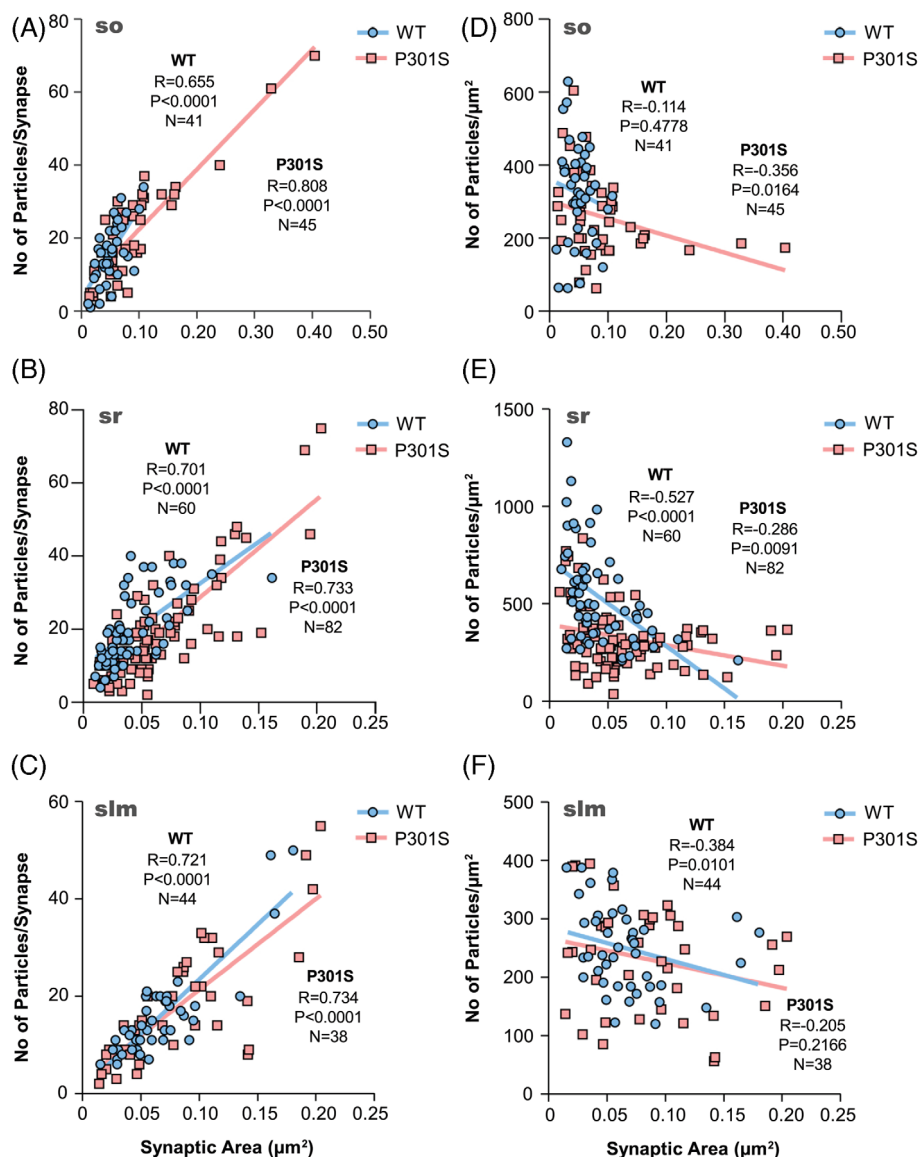 (A)
so
WT
P301S
No of Particles/Synapse
80
60
40
20
0
WT
R=0.655
P<0.0001
N=41
P301S
R=0.808
P<0.0001
N=45
0 0.10 0.20 0.30 0.40 0.50
(D)
so
WT
P301S
No of Particles/µm²
800
600
400
200
0
WT
R=-0.114
P=0.4778
N=41
P301S
R=-0.356
P=0.0164
N=45
0 0.10 0.20 0.30 0.40 0.50
(B)
sr
WT
P301S
No of Particles/Synapse
80
60
40
20
0
WT
R=0.701
P<0.0001
N=60
P301S
R=0.733
P<0.0001
N=82
0 0.05 0.10 0.15 0.20 0.25
(E)
sr
WT
P301S
No of Particles/µm²
1500
1000
500
0
WT
R=-0.527
P<0.0001
N=60
P301S
R=-0.286
P=0.0091
N=82
0 0.05 0.10 0.15 0.20 0.25
(C)
slm
WT
P301S
No of Particles/Synapse
60
40
20
0
WT
R=0.721
P<0.0001
N=44
P301S
R=0.734
P<0.0001
N=38
0 0.05 0.10 0.15 0.20 0.25
Synaptic Area (µm²)
(F)
slm
WT
P301S
No of Particles/µm²
500
400
300
200
100
0
WT
R=-0.384
P=0.0101
N=44
P301S
R=-0.205
P=0.2166
N=38
0 0.05 0.10 0.15 0.20 0.25
Synaptic Area (µm²)